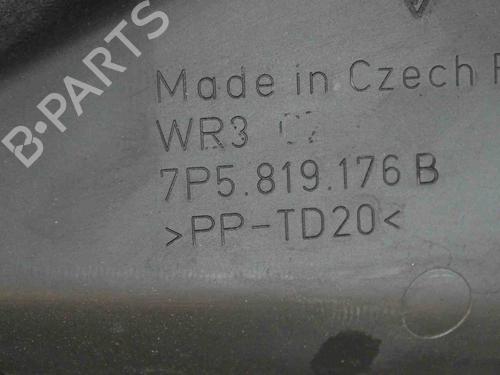 B-PARTS
Made in Czech
WR3
7P5.819.176 B
>PP-TD20<